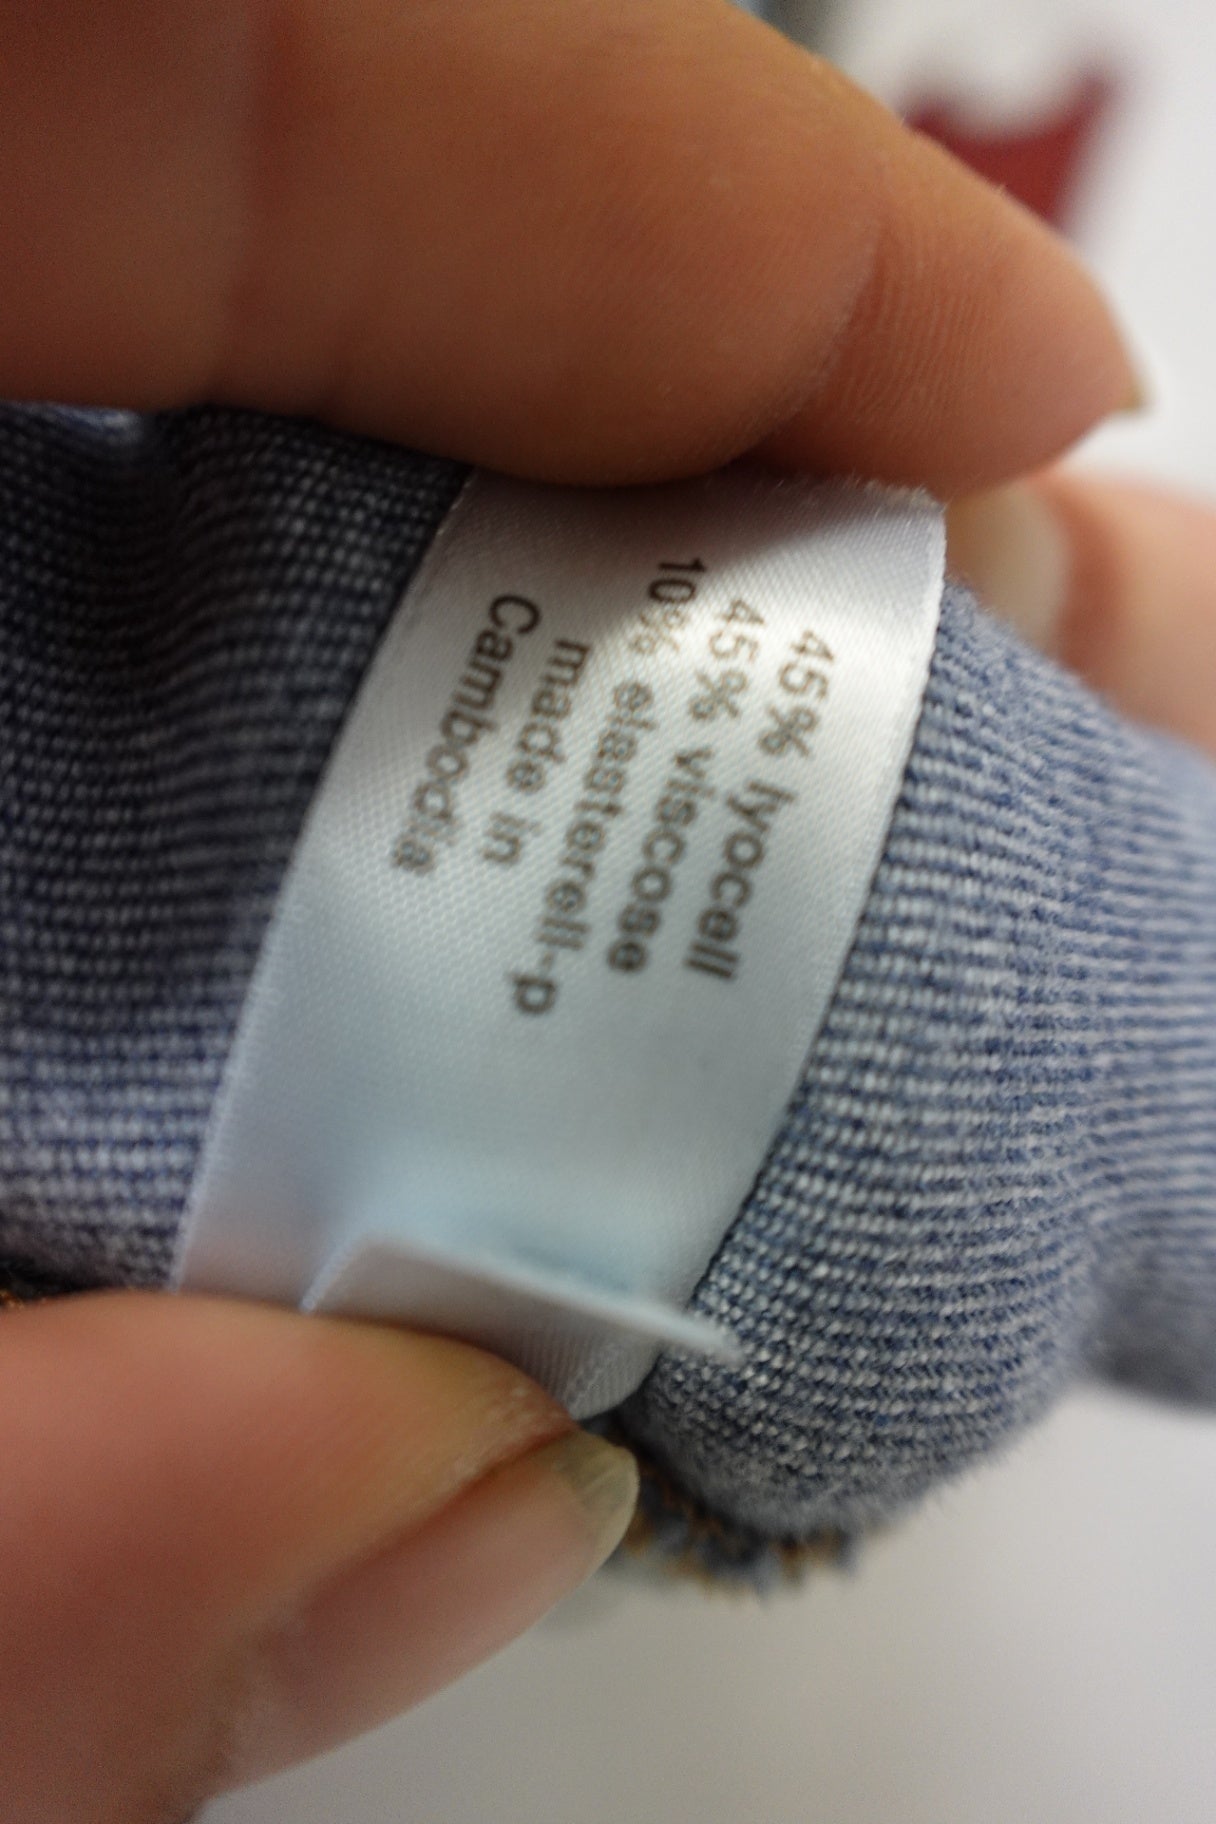 45% lyocell
45% viscose
10% elasterell-p
made in
Cambodia